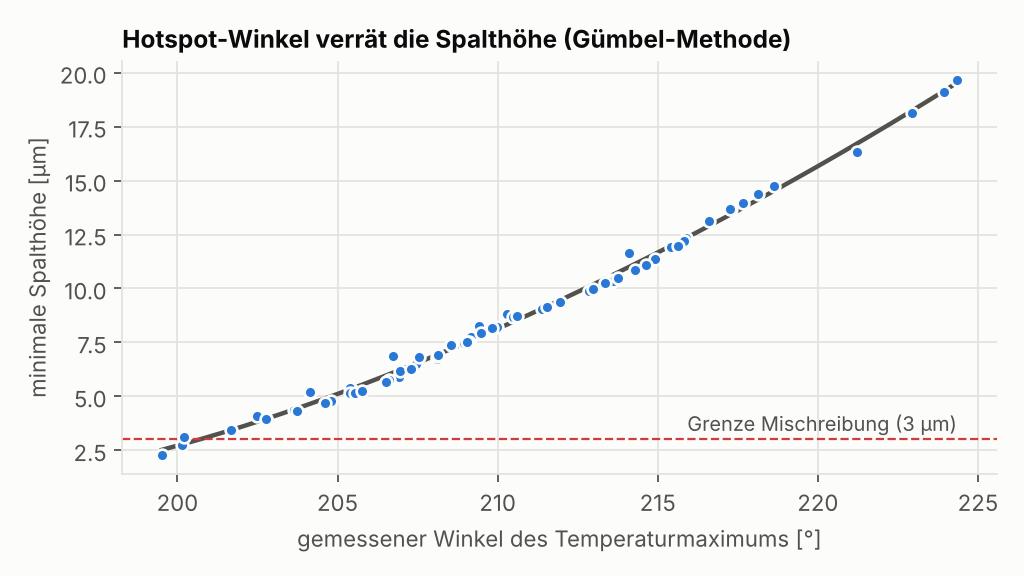 Hotspot-Winkel verrät die Spalthöhe (Gümbel-Methode)
minimale Spalthöhe [µm]
20.0
17.5
15.0
12.5
10.0
7.5
5.0
2.5
Grenze Mischreibung (3 µm)
200 205 210 215 220 225
gemessener Winkel des Temperaturmaximums [°]